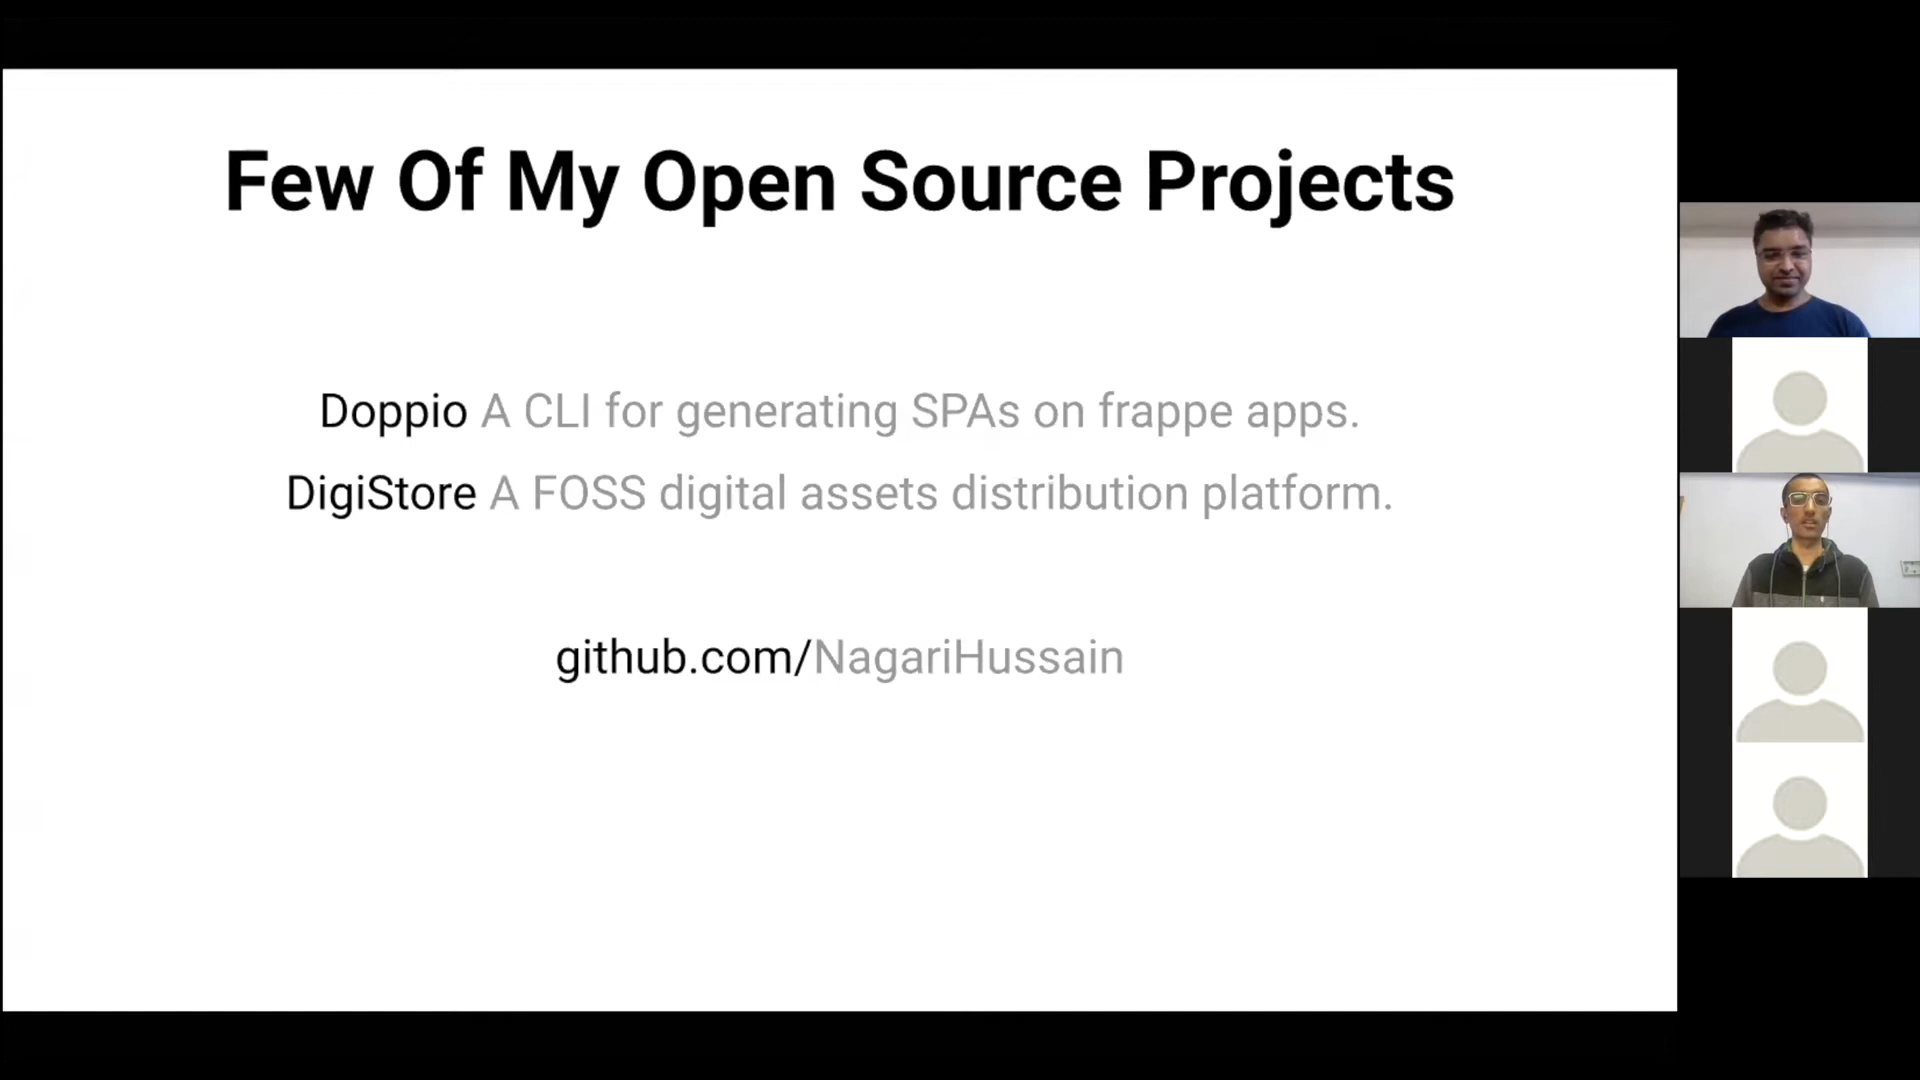 Few Of My Open Source Projects
Doppio A CLI for generating SPAs on frappe apps.
DigiStore A FOSS digital assets distribution platform.
github.com/NagariHussain